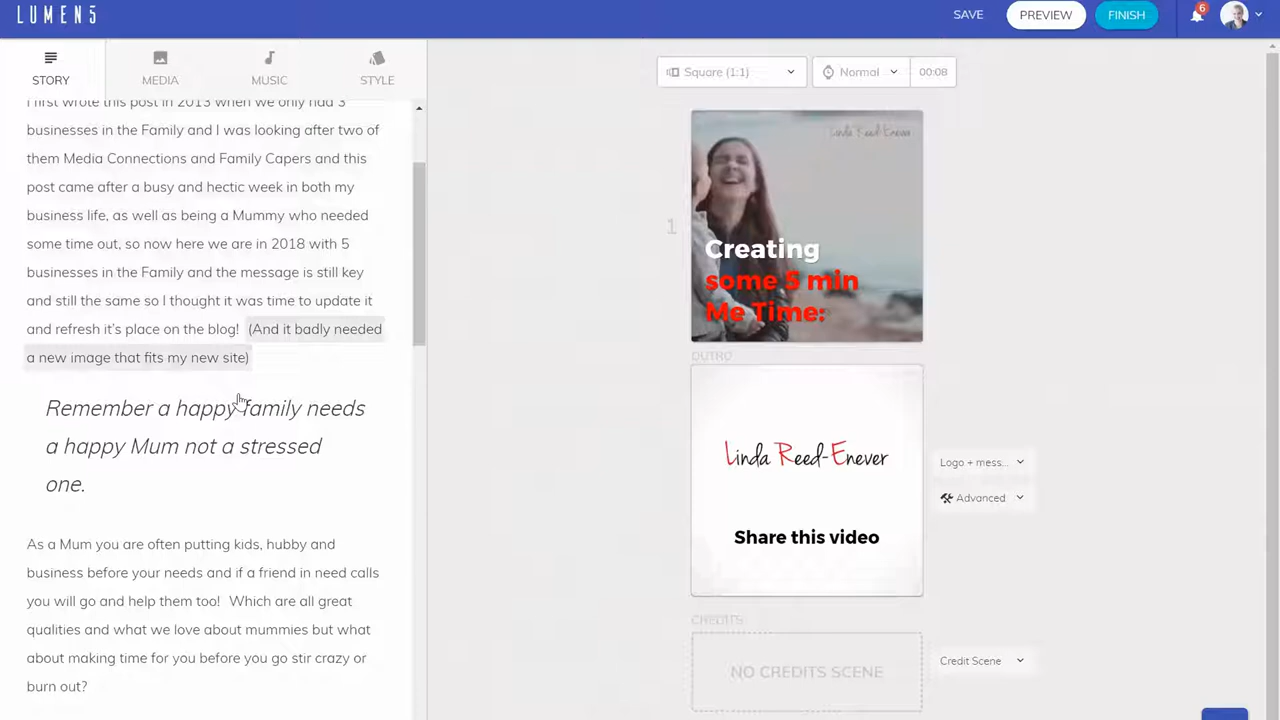 LUMEN5
SAVE
PREVIEW
FINISH
6
STORY
MEDIA
MUSIC
STYLE
I first wrote this post in 2013 when we only had 3
businesses in the Family and I was looking after two of
them Media Connections and Family Capers and this
post came after a busy and hectic week in both my
business life, as well as being a Mummy who needed
some time out, so now here we are in 2018 with 5
businesses in the Family and the message is still key
and still the same so I thought it was time to update it
and refresh it's place on the blog! (And it badly needed
a new image that fits my new site)
Remember a happy family needs
a happy Mum not a stressed
one.
As a Mum you are often putting kids, hubby and
business before your needs and if a friend in need calls
you will go and help them too! Which are all great
qualities and what we love about mummies but what
about making time for you before you go stir crazy or
burn out?
Square (1:1)
Normal
00:08
1
Linda Reed-Enever
Creating
some 5 min
Me Time:
OUTRO
Linda Reed-Enever
Share this video
Logo + mess...
Advanced
CREDITS
NO CREDITS SCENE
Credit Scene